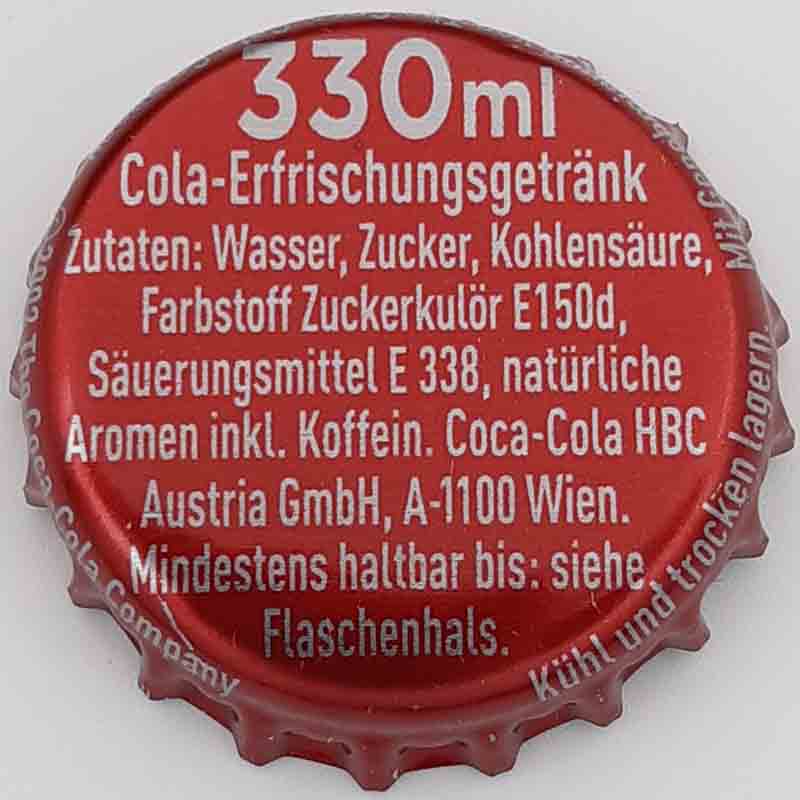 330ml
Cola-Erfrischungsgetränk
Zutaten: Wasser, Zucker, Kohlensäure,
Farbstoff Zuckerkulör E150d,
Säuerungsmittel E 338, natürliche
Aromen inkl. Koffein. Coca-Cola HBC
Austria GmbH, A-1100 Wien.
Mindestens haltbar bis: siehe
Flaschenhals.
The Coca-Cola Company
Kühl und trocken lagern.